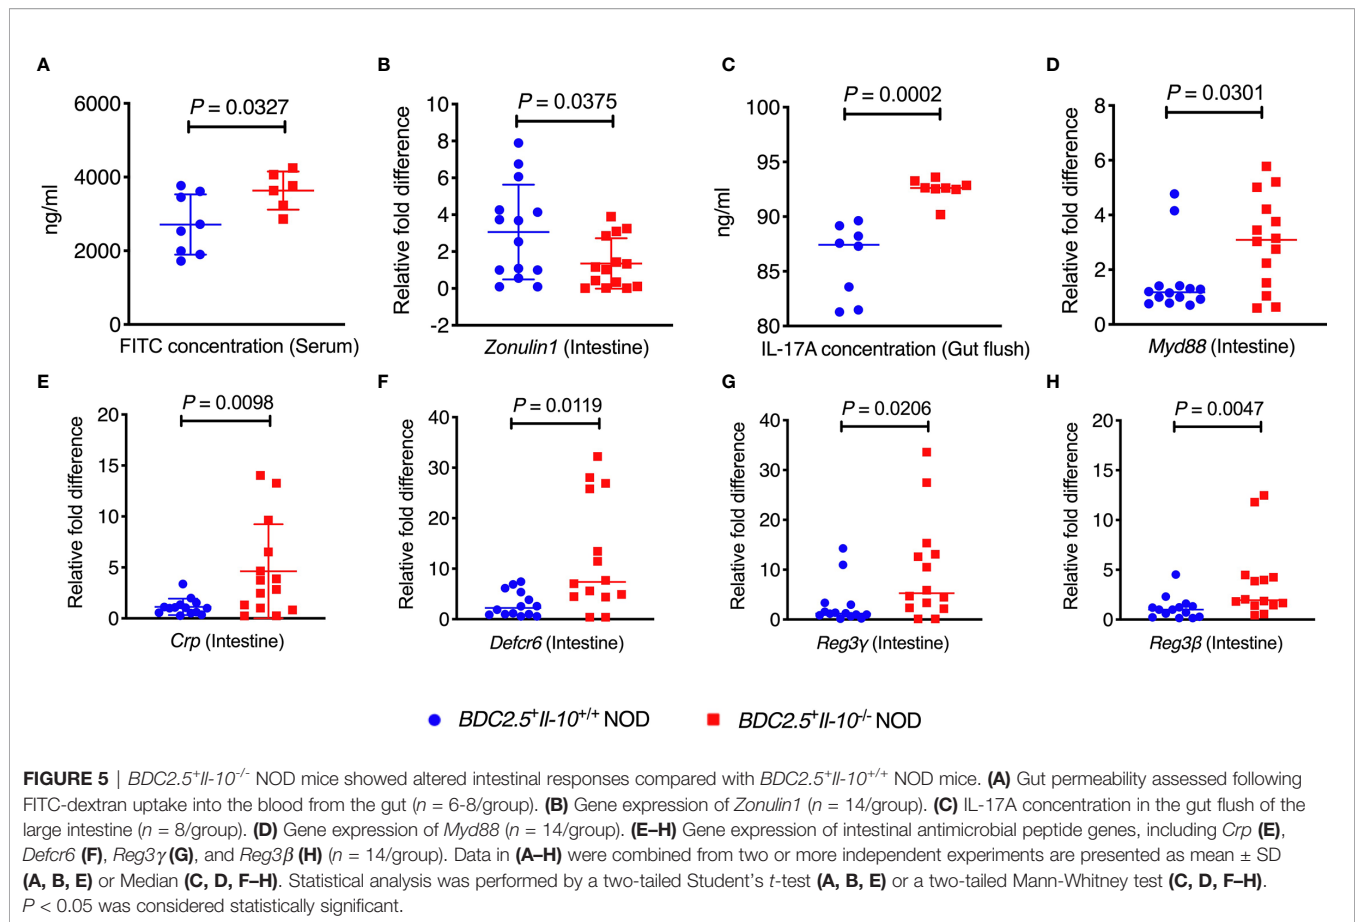 A
P = 0.0327
6000
4000
2000
0
ng/ml
FITC concentration (Serum)
B
P = 0.0375
10
8
6
4
2
0
-2
Relative fold difference
Zonulin1 (Intestine)
C
P = 0.0002
100
95
90
85
80
ng/ml
IL-17A concentration (Gut flush)
D
P = 0.0301
8
6
4
2
0
Relative fold difference
Myd88 (Intestine)
E
P = 0.0098
20
15
10
5
0
Relative fold difference
Crp (Intestine)
F
P = 0.0119
40
30
20
10
0
Relative fold difference
Defcr6 (Intestine)
G
P = 0.0206
40
30
20
10
0
Relative fold difference
Reg3γ (Intestine)
H
P = 0.0047
20
15
10
5
0
Relative fold difference
Reg3β (Intestine)
BDC2.5⁺Il-10⁺/⁺ NOD
BDC2.5⁺Il-10⁻/⁻ NOD
FIGURE 5 | BDC2.5⁺Il-10⁻/⁻ NOD mice showed altered intestinal responses compared with BDC2.5⁺Il-10⁺/⁺ NOD mice. (A) Gut permeability assessed following
FITC-dextran uptake into the blood from the gut (n = 6-8/group). (B) Gene expression of Zonulin1 (n = 14/group). (C) IL-17A concentration in the gut flush of the
large intestine (n = 8/group). (D) Gene expression of Myd88 (n = 14/group). (E–H) Gene expression of intestinal antimicrobial peptide genes, including Crp (E),
Defcr6 (F), Reg3γ (G), and Reg3β (H) (n = 14/group). Data in (A–H) were combined from two or more independent experiments are presented as mean ± SD
(A, B, E) or Median (C, D, F–H). Statistical analysis was performed by a two-tailed Student's t-test (A, B, E) or a two-tailed Mann-Whitney test (C, D, F–H).
P < 0.05 was considered statistically significant.